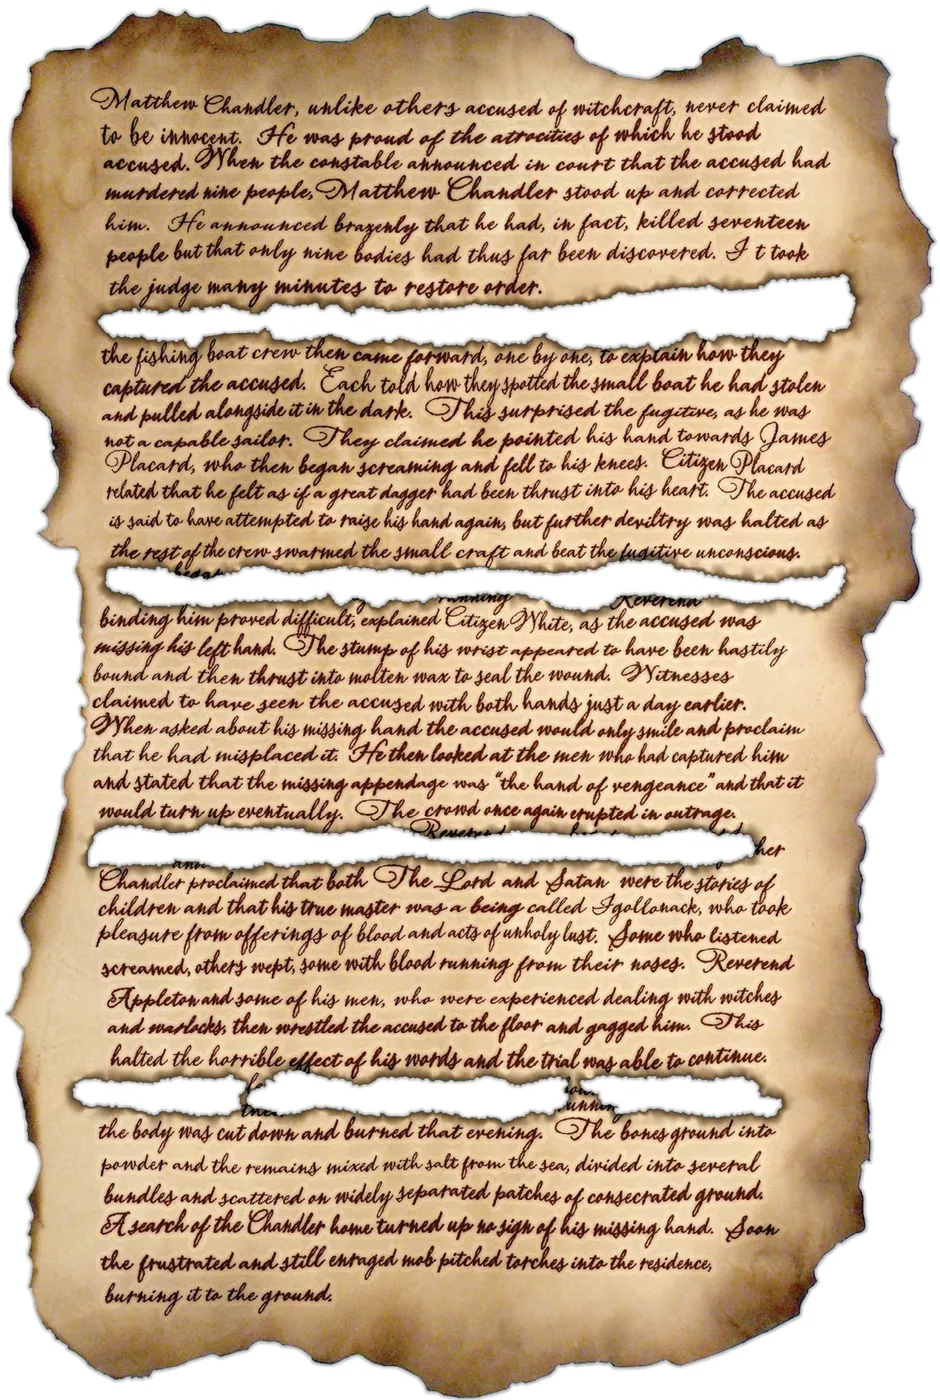 Matthew Chandler, unlike others accused of witchcraft, never claimed
to be innocent. He was proud of the atrocities of which he stood
accused. When the constable announced in court that the accused had
murdered nine people, Matthew Chandler stood up and corrected
him. He announced brazenly that he had, in fact, killed seventeen
people but that only nine bodies had thus far been discovered. I t took
the judge many minutes to restore order.
the fishing boat crew then came forward, one by one, to explain how they
captured the accused. Each told how they spotted the small boat he had stolen
and pulled alongside it in the dark. This surprised the fugitive, as he was
not a capable sailor. They claimed he pointed his hand towards James
Placard, who then began screaming and fell to his knees. Citizen Placard
related that he felt as if a great dagger had been thrust into his heart. The accused
is said to have attempted to raise his hand again, but further deviltry was halted as
the rest of the crew swarmed the small craft and beat the fugitive unconscious.
running Reverend
binding him proved difficult, explained Citizen White, as the accused was
missing his left hand. The stump of his wrist appeared to have been hastily
bound and then thrust into molten wax to seal the wound. Witnesses
claimed to have seen the accused with both hands just a day earlier.
When asked about his missing hand the accused would only smile and proclaim
that he had misplaced it. He then looked at the men who had captured him
and stated that the missing appendage was "the hand of vengeance" and that it
would turn up eventually. The crowd once again erupted in outrage.
Reverend
her
Chandler proclaimed that both The Lord and Satan were the stories of
children and that his true master was a being called Igollonack, who took
pleasure from offerings of blood and acts of unholy lust. Some who listened
screamed, others wept, some with blood running from their noses. Reverend
Appleton and some of his men, who were experienced dealing with witches
and warlocks, then wrestled the accused to the floor and gagged him. This
halted the horrible effect of his words and the trial was able to continue.
the body was cut down and burned that evening. The bones ground into
powder and the remains mixed with salt from the sea, divided into several
bundles and scattered on widely separated patches of consecrated ground.
A search of the Chandler home turned up no sign of his missing hand. Soon
the frustrated and still enraged mob pitched torches into the residence,
burning it to the ground.